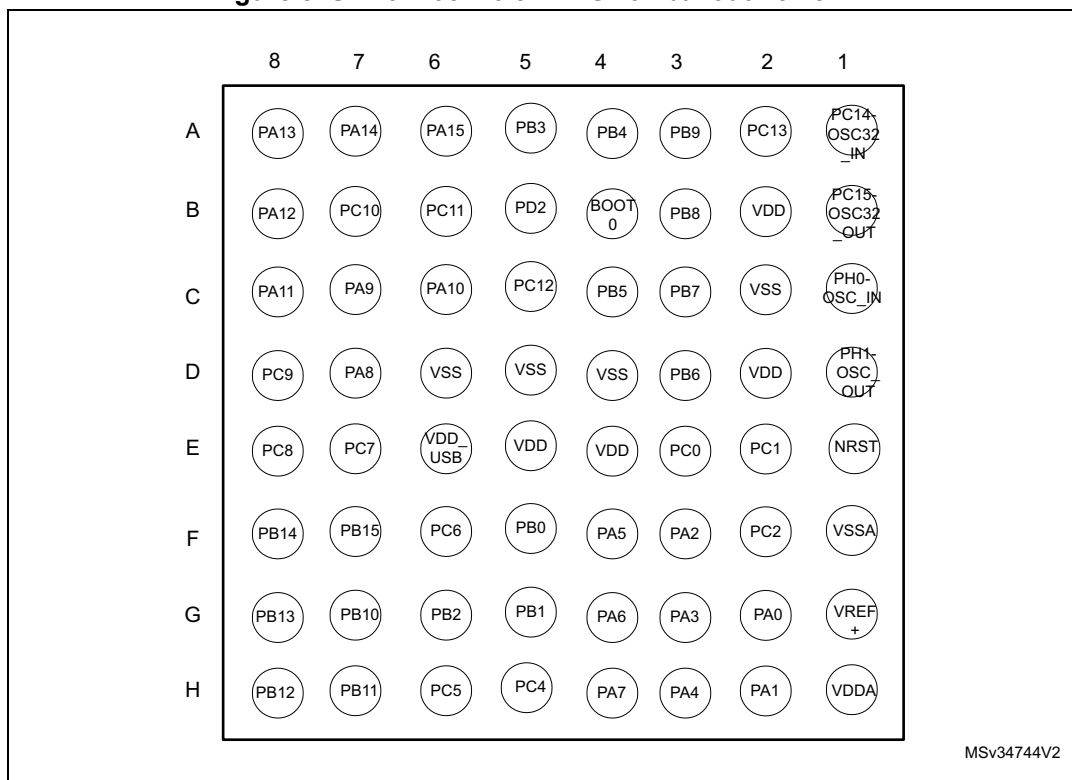 8 7 6 5 4 3 2 1
A PA13 PA14 PA15 PB3 PB4 PB9 PC13 PC14-
OSC32
_IN
B PA12 PC10 PC11 PD2 BOOT
0 PB8 VDD PC15-
OSC32
_OUT
C PA11 PA9 PA10 PC12 PB5 PB7 VSS PH0-
OSC_IN
D PC9 PA8 VSS VSS VSS PB6 VDD PH1-
OSC_
OUT
E PC8 PC7 VDD_
USB VDD VDD PC0 PC1 NRST
F PB14 PB15 PC6 PB0 PA5 PA2 PC2 VSSA
G PB13 PB10 PB2 PB1 PA6 PA3 PA0 VREF
+
H PB12 PB11 PC5 PC4 PA7 PA4 PA1 VDDA
MSv34744V2